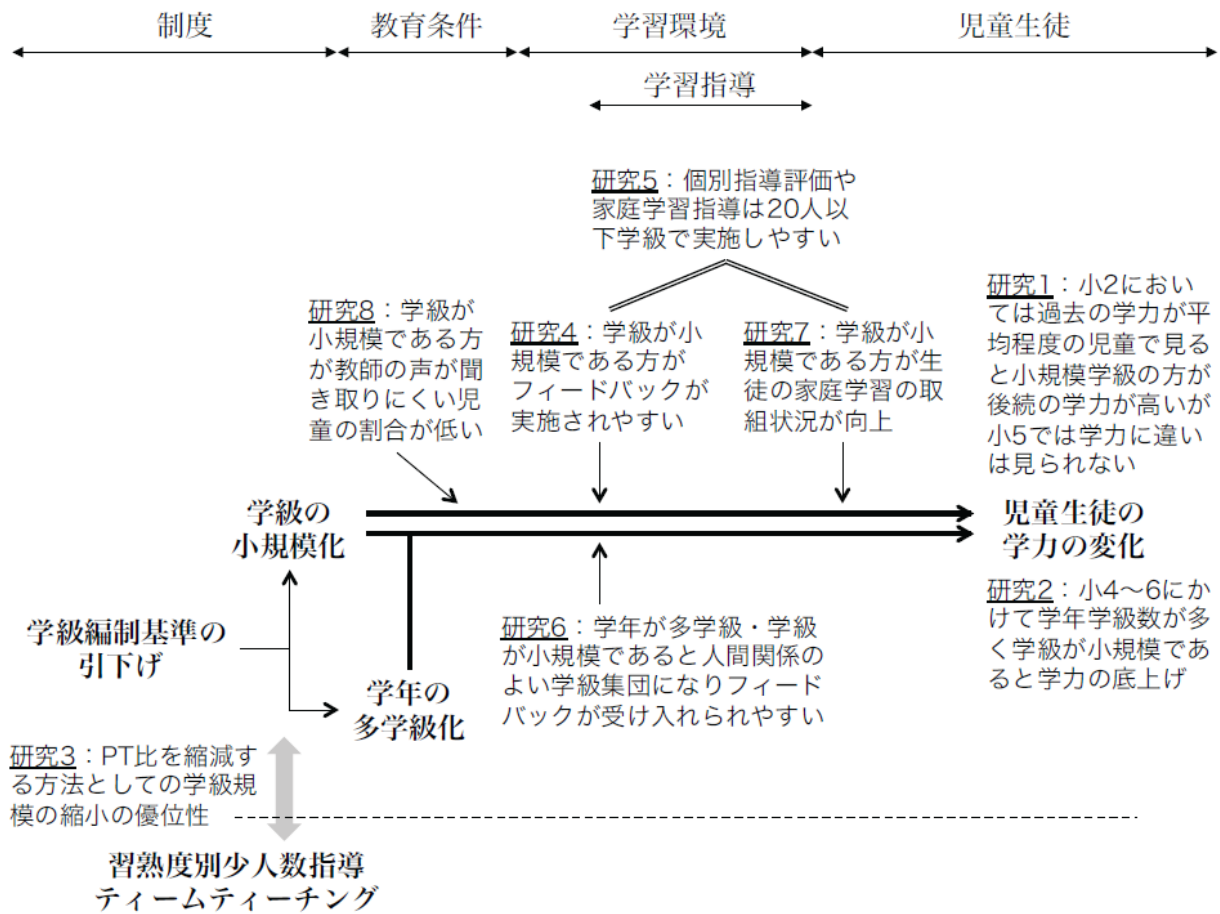 制度
教育条件
学習環境
児童生徒
学習指導
研究5：個別指導評価や
家庭学習指導は20人以
下学級で実施しやすい
研究8：学級が
小規模である方
が教師の声が聞
き取りにくい児
童の割合が低い
研究4：学級が小
規模である方が
フィードバックが
実施されやすい
研究7：学級が小
規模である方が生
徒の家庭学習の取
組状況が向上
研究1：小2におい
ては過去の学力が平
均程度の児童で見る
と小規模学級の方が
後続の学力が高いが
小5では学力に違い
は見られない
学級の
小規模化
児童生徒の
学力の変化
学級編制基準の
引下げ
学年の
多学級化
研究6：学年が多学級・学級
が小規模であると人間関係の
よい学級集団になりフィード
バックが受け入れられやすい
研究2：小4〜6にか
けて学年学級数が多
く学級が小規模であ
ると学力の底上げ
研究3：PT比を縮減す
る方法としての学級規
模の縮小の優位性
習熟度別少人数指導
ティームティーチング